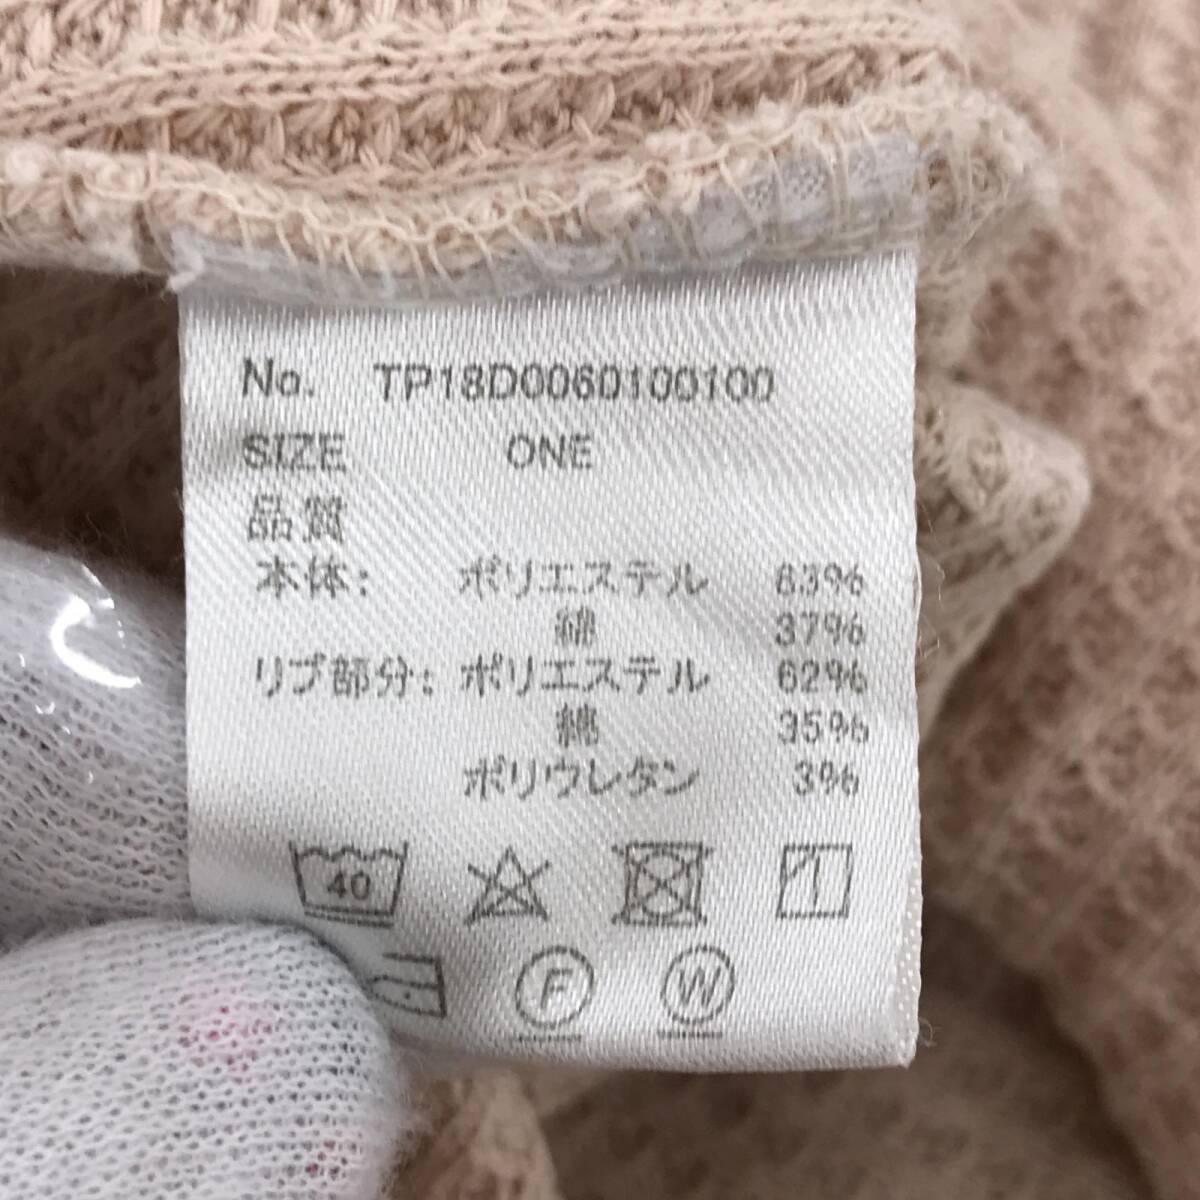 No. TP18D0060100100
SIZE ONE
品質
本体: ポリエステル 63%
綿 37%
リブ部分: ポリエステル 62%
綿 35%
ポリウレタン 3%
40
F W